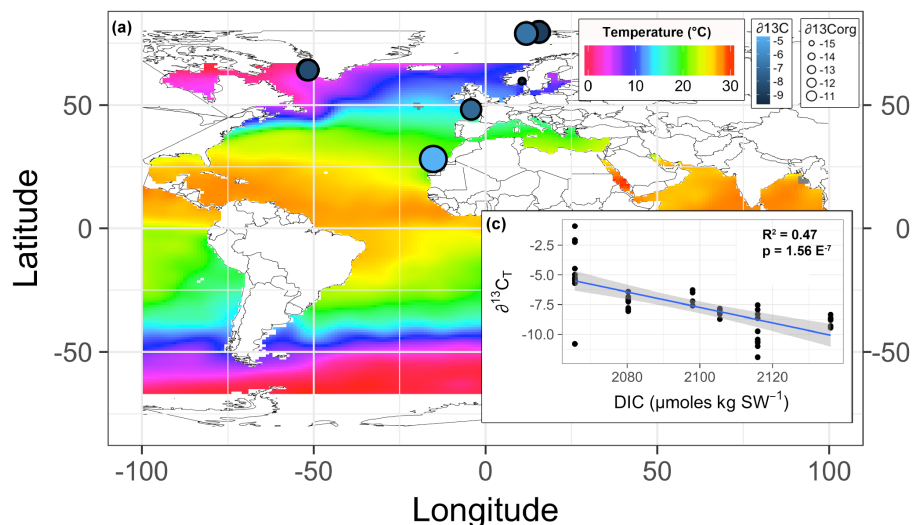 (a)
Temperature (°C)
0 10 20 30
∂13C
-5
-6
-7
-8
-9
∂13Corg
-15
-14
-13
-12
-11
50
0
-50
50
0
-50
Latitude
(c)
R² = 0.47
p = 1.56 E⁻⁷
-2.5
-5.0
-7.5
-10.0
∂¹³C_T
2080 2100 2120
DIC (μmoles kg SW⁻¹)
-100 -50 0 50 100
Longitude